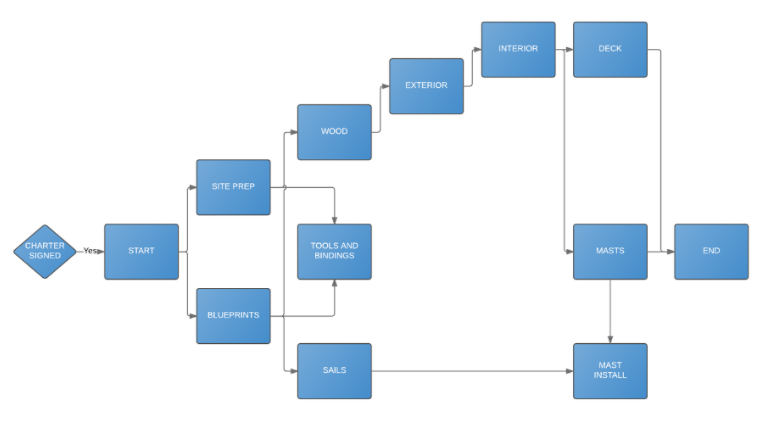 INTERIOR
DECK
EXTERIOR
WOOD
SITE PREP
CHARTER
SIGNED
Yes
START
TOOLS AND
BINDINGS
MASTS
END
BLUEPRINTS
SAILS
MAST
INSTALL